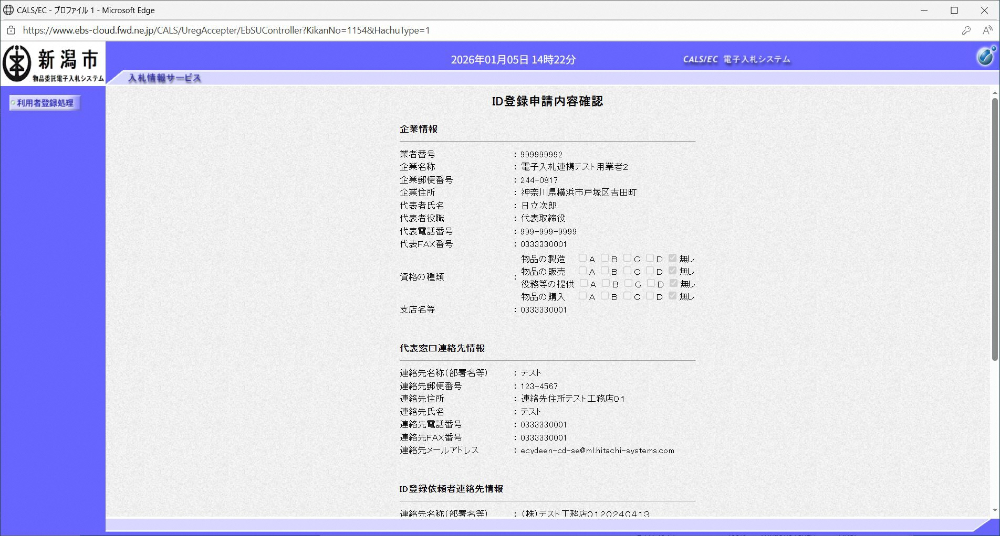 CALS/EC - プロファイル 1 - Microsoft Edge
https://www.ebs-cloud.fwd.ne.jp/CALS/UregAccepter/EbSUController?KikanNo=1154&HachuType=1
新潟市
物品委託電子入札システム
2026年01月05日 14時22分
CALS/EC 電子入札システム
入札情報サービス
利用者登録処理
ID登録申請内容確認
企業情報
業者番号 : 999999992
企業名称 : 電子入札連携テスト用業者2
企業郵便番号 : 244-0817
企業住所 : 神奈川県横浜市戸塚区吉田町
代表者氏名 : 日立次郎
代表者役職 : 代表取締役
代表電話番号 : 999-999-9999
代表FAX番号 : 0333330001
資格の種類 :
物品の製造 A B C D 無し
物品の販売 A B C D 無し
役務等の提供 A B C D 無し
物品の購入 A B C D 無し
支店名等 : 0333330001
代表窓口連絡先情報
連絡先名称(部署名等) : テスト
連絡先郵便番号 : 123-4567
連絡先住所 : 連絡先住所テスト工務店01
連絡先氏名 : テスト
連絡先電話番号 : 0333330001
連絡先FAX番号 : 0333330001
連絡先メールアドレス : ecydeen-cd-se@ml.hitachi-systems.com
ID登録依頼者連絡先情報
連絡先名称(部署名等) : (株)テスト工務店0120240413